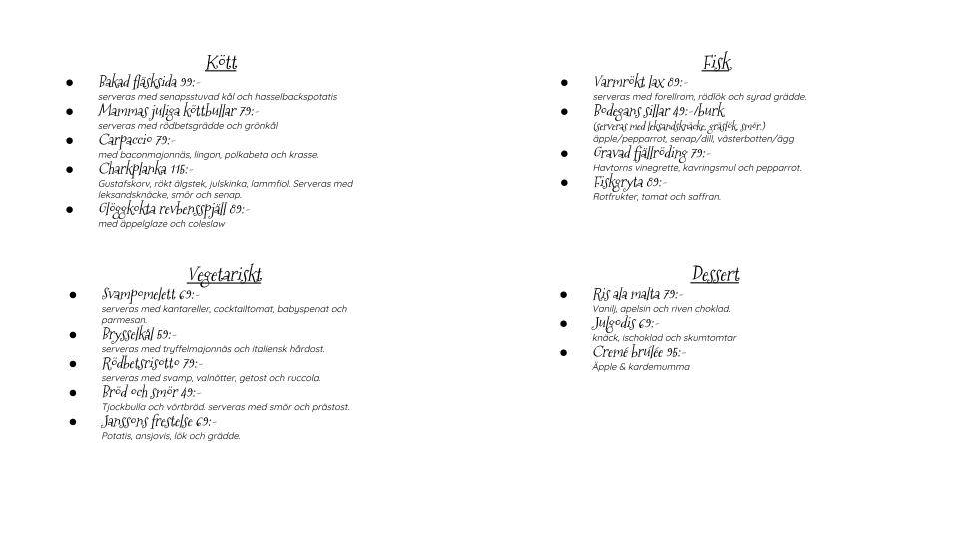 Kött
Bakad fläsksida 99:-
serveras med senapsstuvad kål och hasselbackspotatis
Mammas juliga köttbullar 79:-
serveras med rödbetsgrädde och grönkål
Carpaccio 79:-
med baconmajonnäs, lingon, polkabeta och krasse.
Charkplanka 115:-
Gustafskorv, rökt älgstek, julskinka, lammfiol. Serveras med
leksandsknäcke, smör och senap.
Glöggkokta revbensspjäll 89:-
med äppelglaze och coleslaw
Vegetariskt
Svampomelett 69:-
serveras med kantareller, cocktailtomat, babyspenat och
parmesan.
Brysselkål 59:-
serveras med tryffelmajonnäs och italiensk hårdost.
Rödbetsrisotto 79:-
serveras med svamp, valnötter, getost och ruccola.
Bröd och smör 49:-
Tjockbulla och vörtbröd. serveras med smör och prästost.
Janssons frestelse 69:-
Potatis, ansjovis, lök och grädde.
Fisk
Varmrökt lax 89:-
serveras med forellrom, rödlök och syrad grädde.
Bodegans sillar 49:-/burk
(serveras med leksandsknäcke, gräslök, smör.)
äpple/pepparrot, senap/dill, västerbotten/ägg
Gravad fjällröding 79:-
Havtorns vinegrette, kavringsmul och pepparrot.
Fiskgryta 89:-
Rotfrukter, tomat och saffran.
Dessert
Ris ala malta 79:-
Vanilj, apelsin och riven choklad.
Julgodis 69:-
knäck, ischoklad och skumtomtar
Cremé brulée 95:-
Äpple & kardemumma